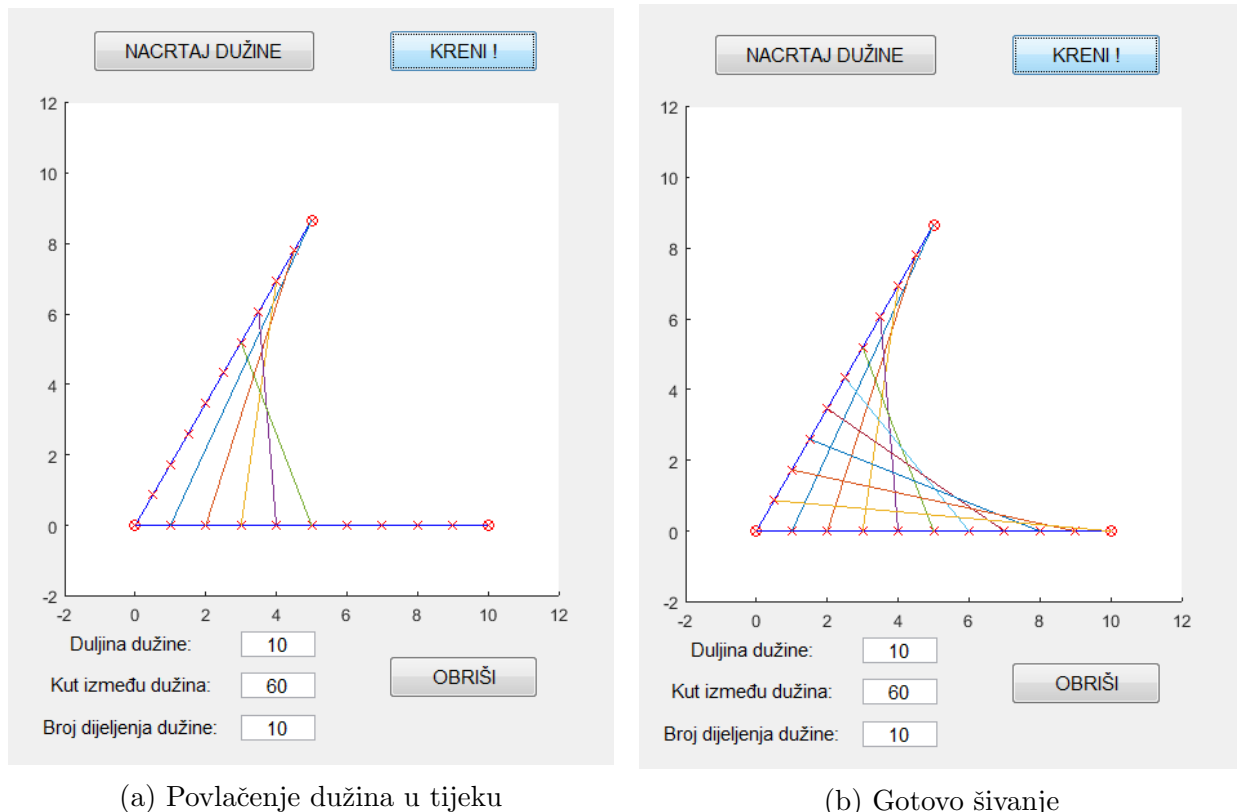 NACRTAJ DUŽINE KRENI !
12
10
8
6
4
2
0
-2
-2 0 2 4 6 8 10 12
Duljina dužine: 10
Kut između dužina: 60
Broj dijeljenja dužine: 10
OBRIŠI
(a) Povlačenje dužina u tijeku
NACRTAJ DUŽINE KRENI !
12
10
8
6
4
2
0
-2
-2 0 2 4 6 8 10 12
Duljina dužine: 10
Kut između dužina: 60
Broj dijeljenja dužine: 10
OBRIŠI
(b) Gotovo šivanje